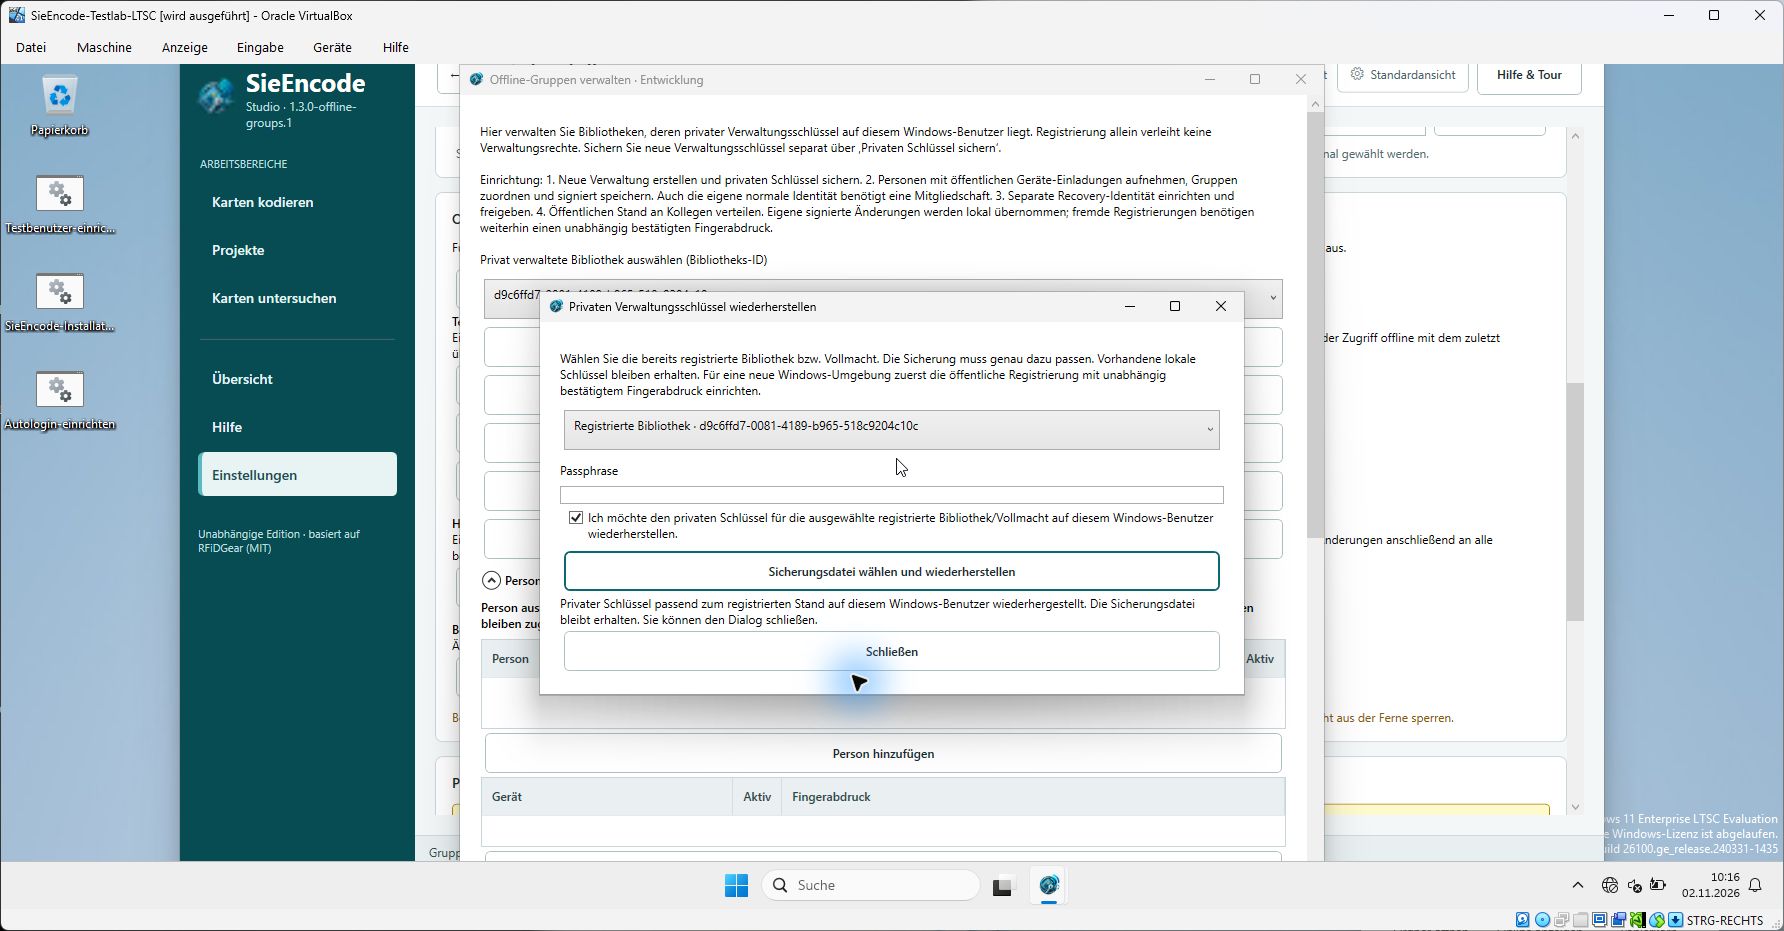 SieEncode-Testlab-LTSC [wird ausgeführt] - Oracle VirtualBox
Datei Maschine Anzeige Eingabe Geräte Hilfe
Papierkorb
Testbenutzer-einric...
SieEncode-Installat...
Autologin-einrichten
SieEncode
Studio · 1.3.0-offline-
groups.1
ARBEITSBEREICHE
Karten kodieren
Projekte
Karten untersuchen
Übersicht
Hilfe
Einstellungen
Unabhängige Edition · basiert auf
RFiDGear (MIT)
Standardansicht
Hilfe & Tour
nal gewählt werden.
aus.
der Zugriff offline mit dem zuletzt
nderungen anschließend an alle
ht aus der Ferne sperren.
Grupp
Offline-Gruppen verwalten · Entwicklung
Hier verwalten Sie Bibliotheken, deren privater Verwaltungsschlüssel auf diesem Windows-Benutzer liegt. Registrierung allein verleiht keine
Verwaltungsrechte. Sichern Sie neue Verwaltungsschlüssel separat über ‚Privaten Schlüssel sichern‘.
Einrichtung: 1. Neue Verwaltung erstellen und privaten Schlüssel sichern. 2. Personen mit öffentlichen Geräte-Einladungen aufnehmen, Gruppen
zuordnen und signiert speichern. Auch die eigene normale Identität benötigt eine Mitgliedschaft. 3. Separate Recovery-Identität einrichten und
freigeben. 4. Öffentlichen Stand an Kollegen verteilen. Eigene signierte Änderungen werden lokal übernommen; fremde Registrierungen benötigen
weiterhin einen unabhängig bestätigten Fingerabdruck.
Privat verwaltete Bibliothek auswählen (Bibliotheks-ID)
Privaten Verwaltungsschlüssel wiederherstellen
Wählen Sie die bereits registrierte Bibliothek bzw. Vollmacht. Die Sicherung muss genau dazu passen. Vorhandene lokale
Schlüssel bleiben erhalten. Für eine neue Windows-Umgebung zuerst die öffentliche Registrierung mit unabhängig
bestätigtem Fingerabdruck einrichten.
Registrierte Bibliothek · d9c6ffd7-0081-4189-b965-518c9204c10c
Passphrase
Ich möchte den privaten Schlüssel für die ausgewählte registrierte Bibliothek/Vollmacht auf diesem Windows-Benutzer
wiederherstellen.
Sicherungsdatei wählen und wiederherstellen
Privater Schlüssel passend zum registrierten Stand auf diesem Windows-Benutzer wiederhergestellt. Die Sicherungsdatei
bleibt erhalten. Sie können den Dialog schließen.
Schließen
Person
Person aus
bleiben zug
Person Aktiv
Person hinzufügen
Gerät Aktiv Fingerabdruck
ws 11 Enterprise LTSC Evaluation
e Windows-Lizenz ist abgelaufen.
ild 26100.ge_release.240331-1435
Suche
10:16
02.11.2026
STRG-RECHTS